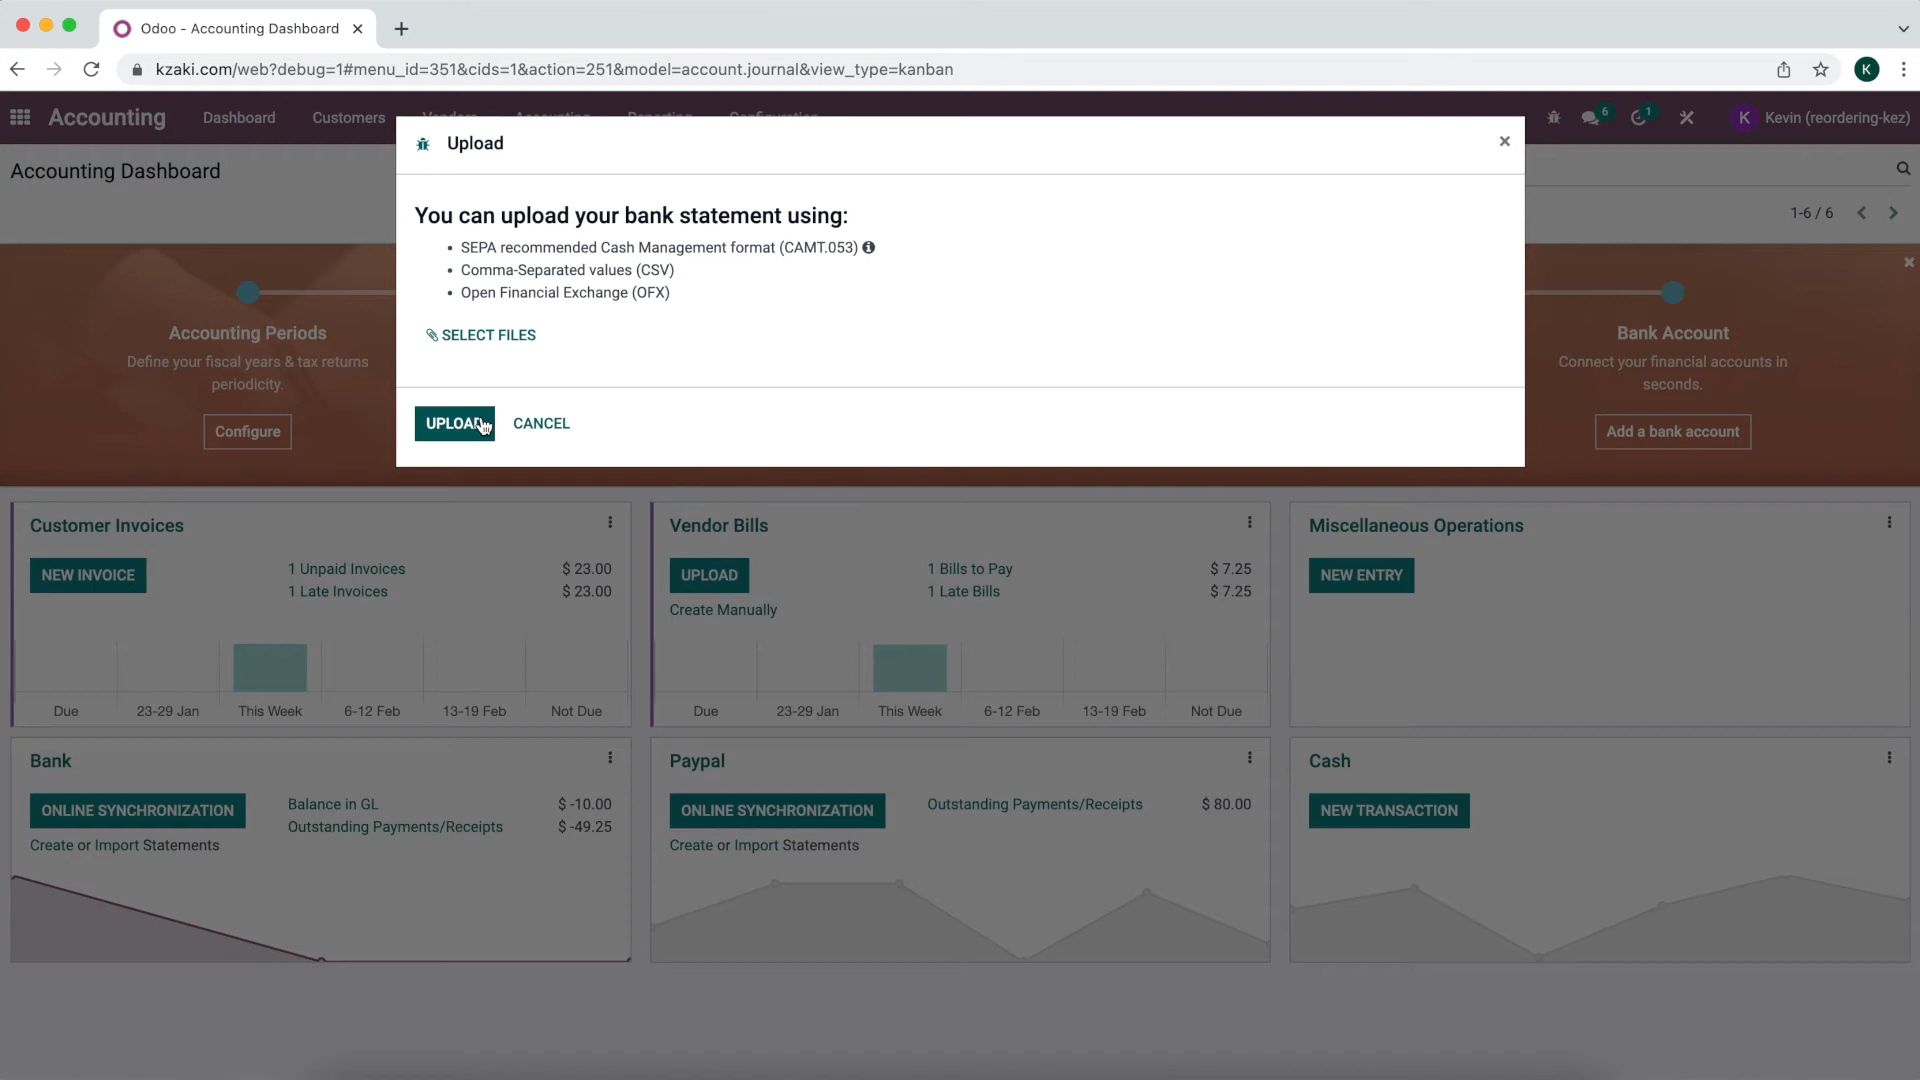 Odoo - Accounting Dashboard
kzaki.com/web?debug=1#menu_id=351&cids=1&action=251&model=account.journal&view_type=kanban
K
Accounting Dashboard Customers Vendors Accounting Reporting Configuration 6 1 K Kevin (reordering-kez)
Upload
Accounting Dashboard
1-6 / 6
You can upload your bank statement using:
SEPA recommended Cash Management format (CAMT.053)
Comma-Separated values (CSV)
Open Financial Exchange (OFX)
SELECT FILES
UPLOAD CANCEL
Accounting Periods
Define your fiscal years & tax returns
periodicity.
Configure
Bank Account
Connect your financial accounts in
seconds.
Add a bank account
Customer Invoices
NEW INVOICE
1 Unpaid Invoices $ 23.00
1 Late Invoices $ 23.00
Due 23-29 Jan This Week 6-12 Feb 13-19 Feb Not Due
Vendor Bills
UPLOAD
Create Manually
1 Bills to Pay $ 7.25
1 Late Bills $ 7.25
Due 23-29 Jan This Week 6-12 Feb 13-19 Feb Not Due
Miscellaneous Operations
NEW ENTRY
Bank
ONLINE SYNCHRONIZATION
Create or Import Statements
Balance in GL $ -10.00
Outstanding Payments/Receipts $ -49.25
Paypal
ONLINE SYNCHRONIZATION
Create or Import Statements
Outstanding Payments/Receipts $ 80.00
Cash
NEW TRANSACTION